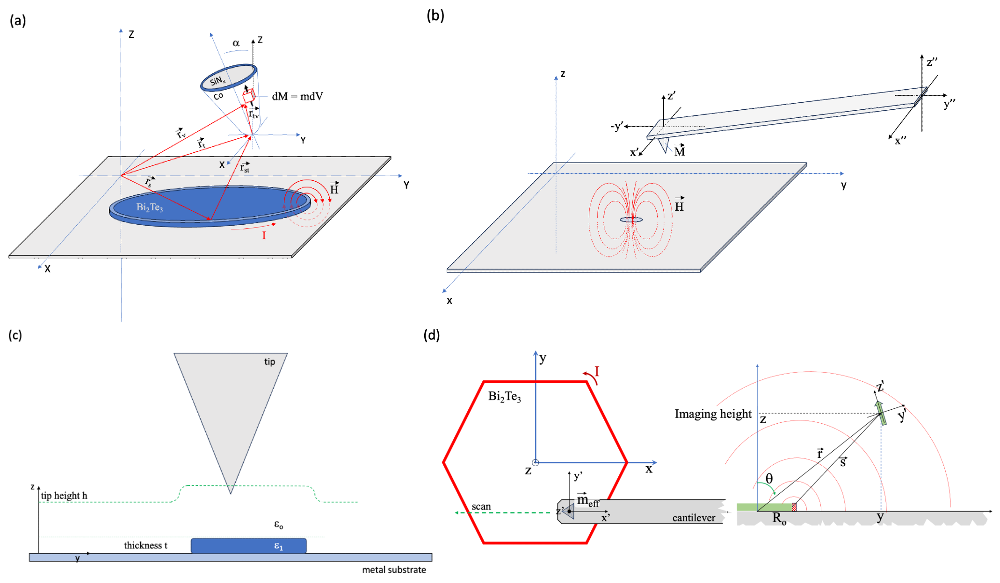 (a)
Z
α
Z
SiNₓ
Co
dM = mdV
r⃗ₜᵥ
r⃗ᵥ
r⃗ₜ
Y
X
r⃗ₛₜ
r⃗ₛ
H⃗
Y
Bi₂Te₃
I
X
(b)
z
z''
z'
y''
-y'
x''
x'
M⃗
y
H⃗
x
(c)
tip
z
tip height h
ε₀
thickness t
ε₁
y
metal substrate
(d)
y
I
Bi₂Te₃
z
x
y'
m⃗eff
scan
z'
x'
cantilever
z'
Imaging height
z
y'
r⃗
s⃗
θ
Rₒ
y